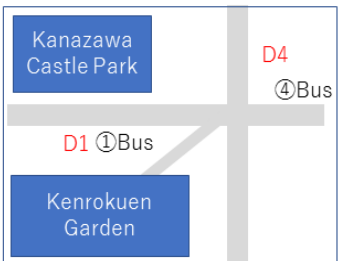 Kanazawa
Castle Park
D4
④Bus
D1 ①Bus
Kenrokuen
Garden